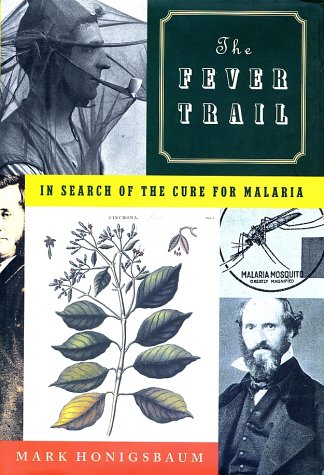 The
FEVER
TRAIL
IN SEARCH OF THE CURE FOR MALARIA
CINCHONA.
MALARIA MOSQUITO
GREATLY MAGNIFIED
MARK HONIGSBAUM